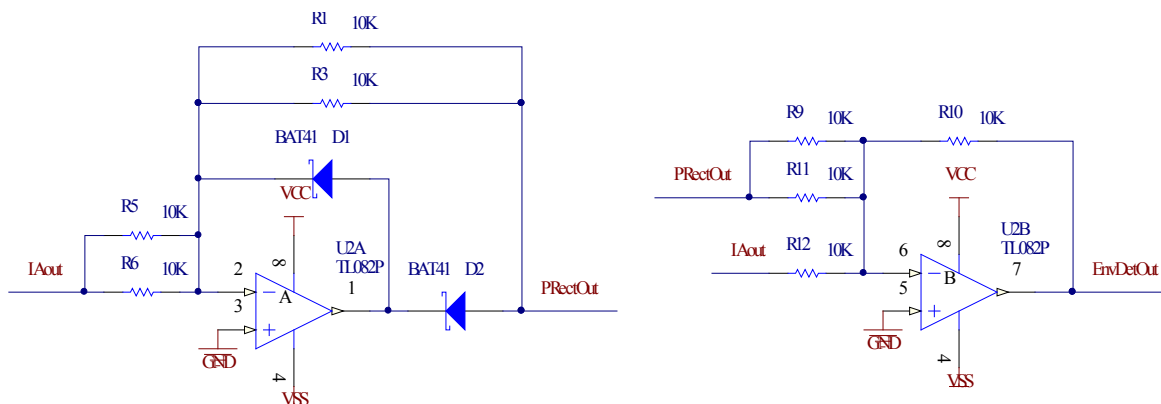 R1 10K
R3 10K
BAT41 D1
VCC
R5 10K
R6 10K
IAout
2
3
8
A
U2A
TL082P
1
BAT41 D2
PRectOut
GND
4
VSS
R9 10K
R10 10K
R11 10K
PRectOut
VCC
R12 10K
IAout
6
5
8
B
U2B
TL082P
7
EnvDetOut
GND
4
VSS